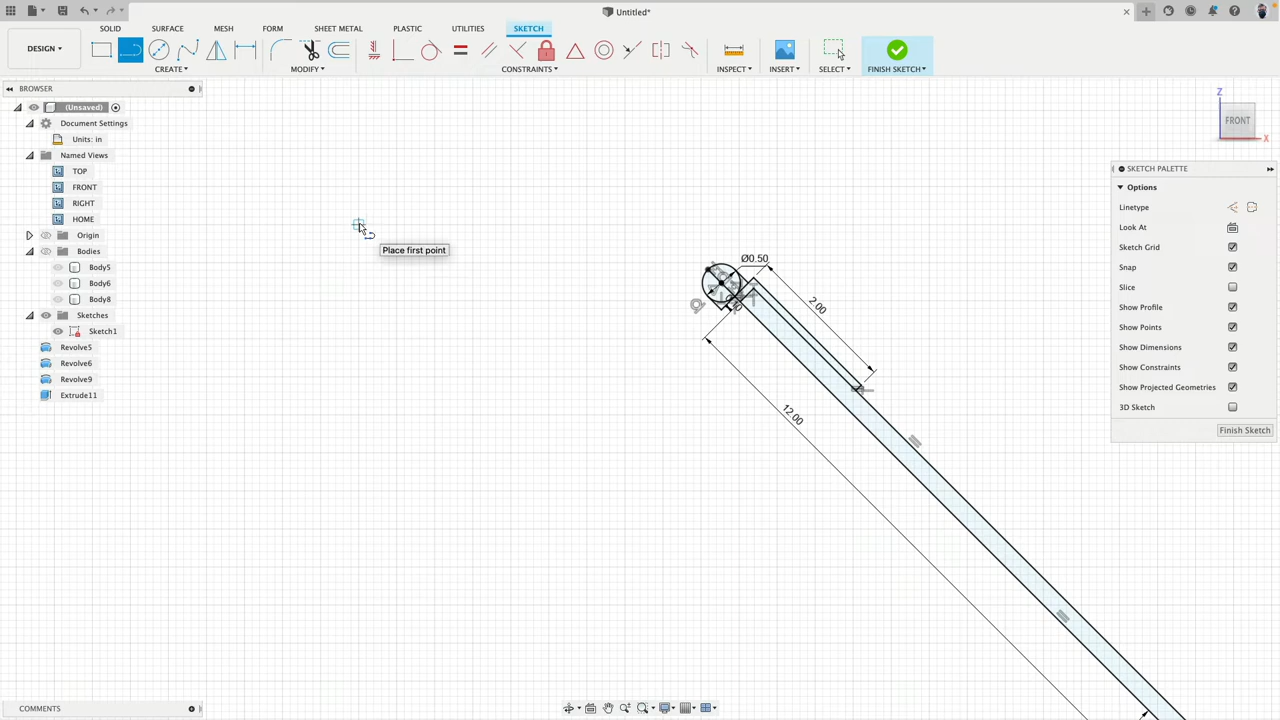 Untitled*
DESIGN
SOLID
SURFACE
MESH
FORM
SHEET METAL
PLASTIC
UTILITIES
SKETCH
CREATE
MODIFY
CONSTRAINTS
INSPECT
INSERT
SELECT
FINISH SKETCH
BROWSER
(Unsaved)
Document Settings
Units: in
Named Views
TOP
FRONT
RIGHT
HOME
Origin
Bodies
Body5
Body6
Body8
Sketches
Sketch1
Revolve5
Revolve6
Revolve9
Extrude11
Place first point
Ø0.50
2.00
12.00
Z
FRONT
X
SKETCH PALETTE
Options
Linetype
Look At
Sketch Grid
Snap
Slice
Show Profile
Show Points
Show Dimensions
Show Constraints
Show Projected Geometries
3D Sketch
Finish Sketch
COMMENTS